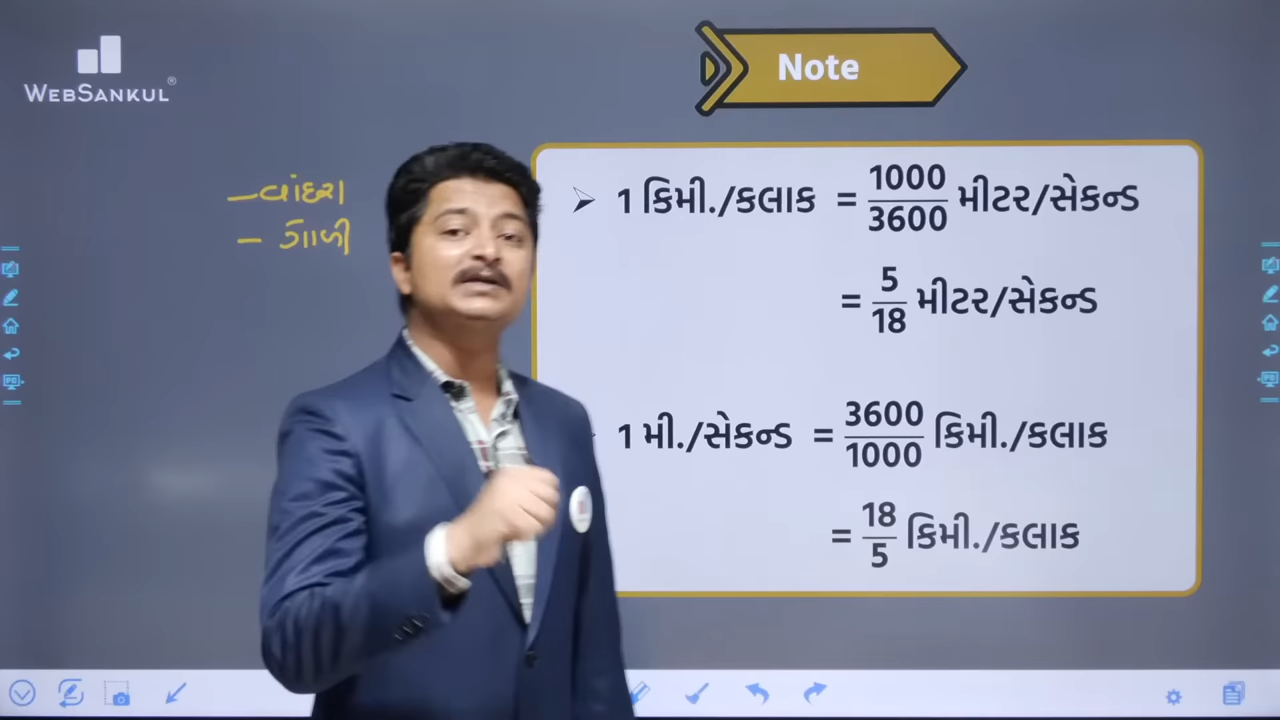 WEBSANKUL®
Note
– વાંદરા
– ગાળી
➢ 1 કિમી./કલાક = 1000/3600 મીટર/સેકન્ડ
= 5/18 મીટર/સેકન્ડ
1 મી./સેકન્ડ = 3600/1000 કિમી./કલાક
= 18/5 કિમી./કલાક